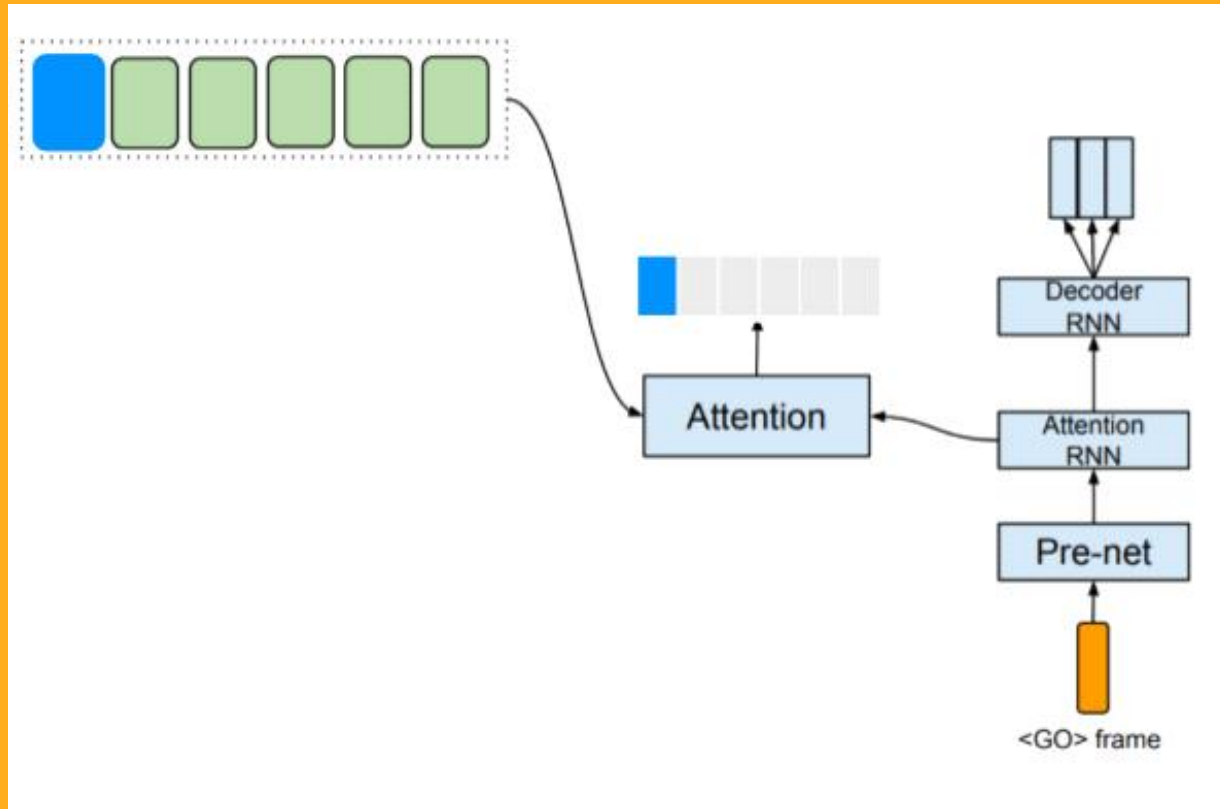 Decoder
RNN
Attention
Attention
RNN
Pre-net
<GO> frame